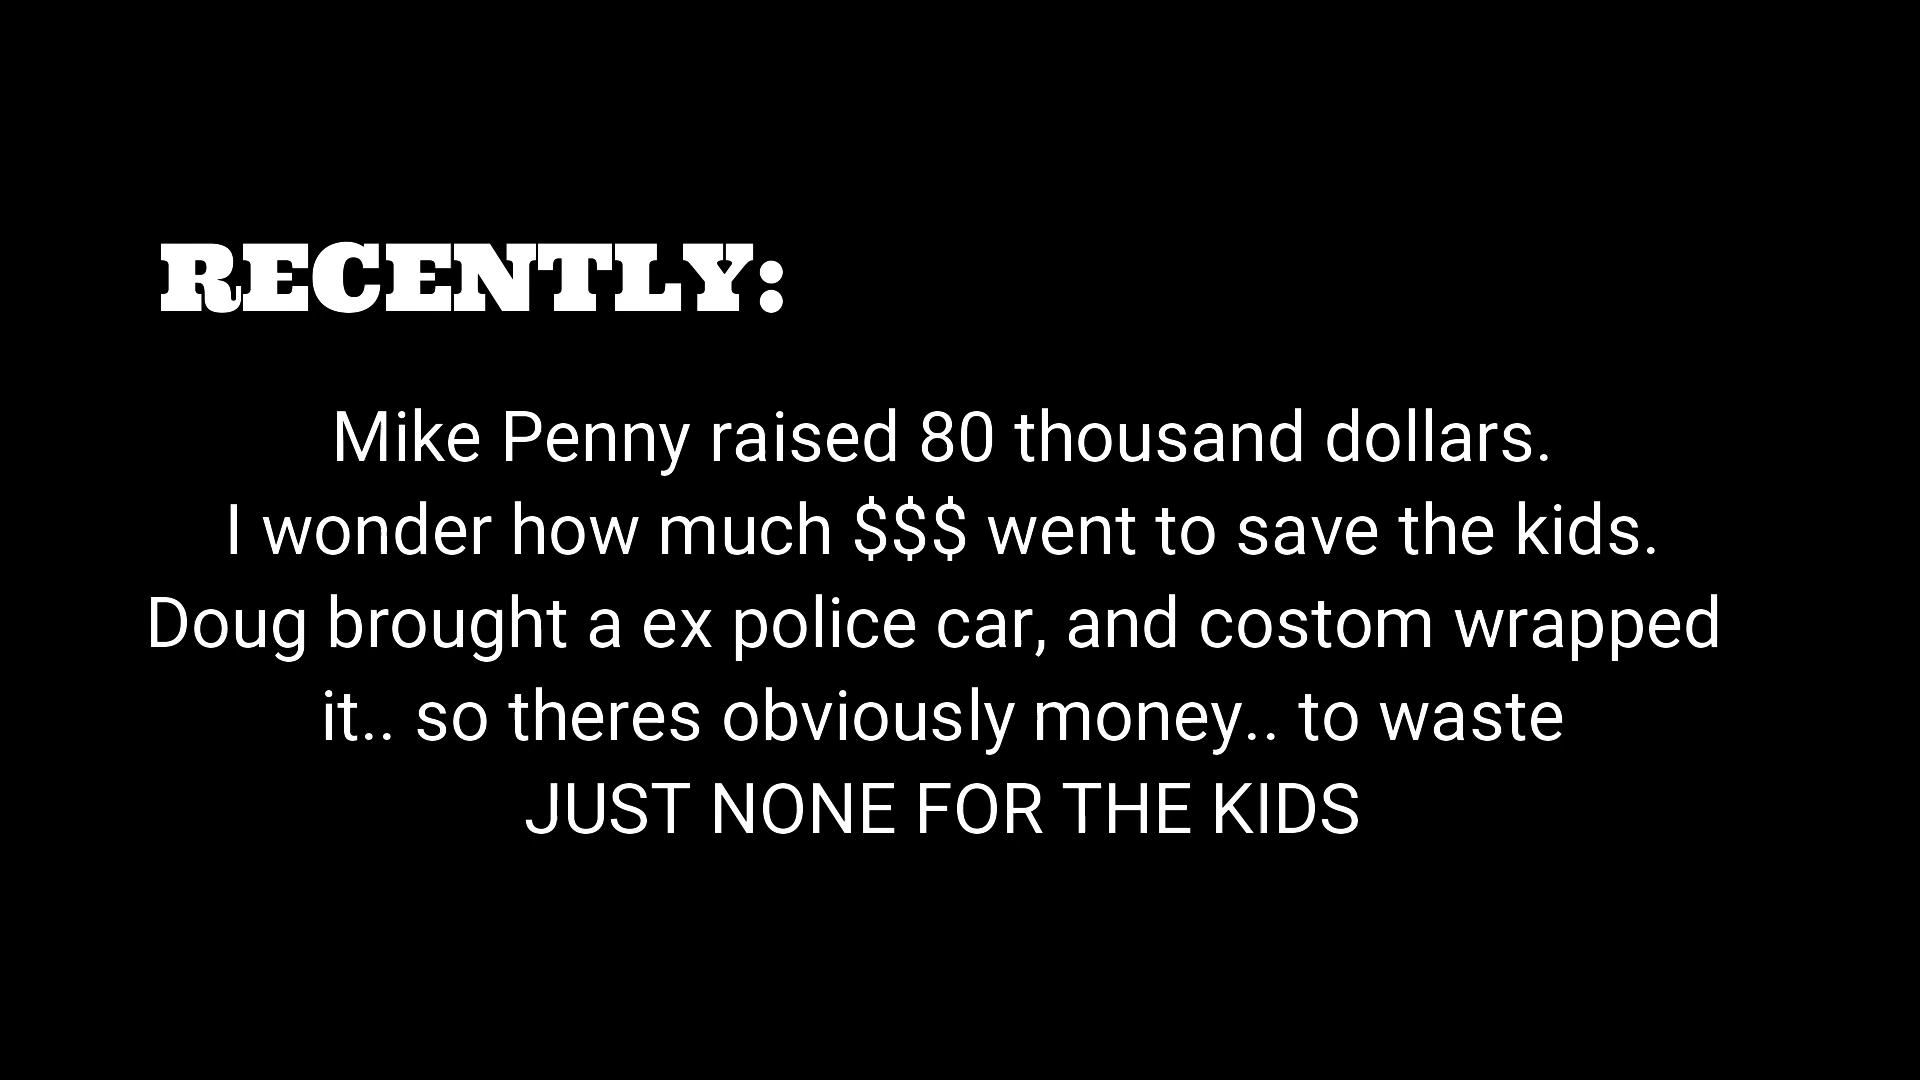 RECENTLY:
Mike Penny raised 80 thousand dollars.
I wonder how much $$$ went to save the kids.
Doug brought a ex police car, and costom wrapped
it.. so theres obviously money.. to waste
JUST NONE FOR THE KIDS